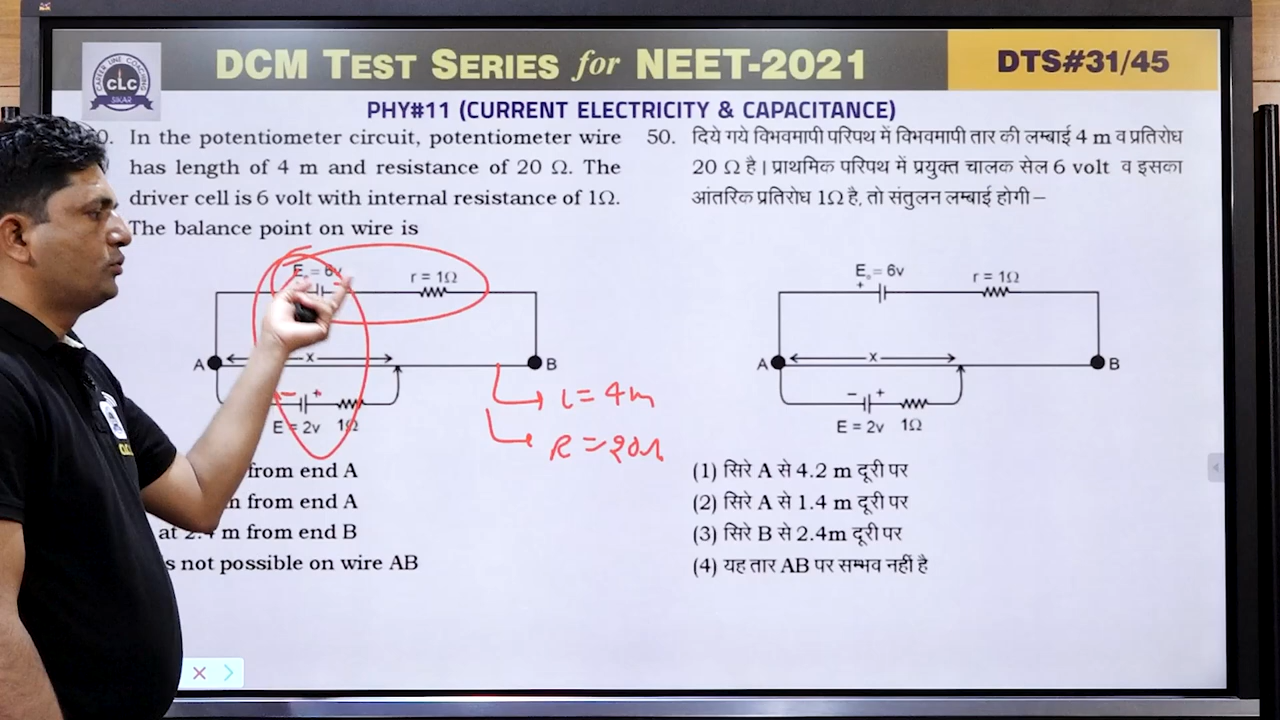 CLC
SIKAR
DCM TEST SERIES for NEET-2021
DTS#31/45
PHY#11 (CURRENT ELECTRICITY & CAPACITANCE)
0. In the potentiometer circuit, potentiometer wire
has length of 4 m and resistance of 20 Ω. The
driver cell is 6 volt with internal resistance of 1Ω.
The balance point on wire is
E₀ = 6v
r = 1Ω
A
x
B
− +
E = 2v 1Ω
l = 4m
R = 20Ω
from end A
m from end A
at 2.4 m from end B
s not possible on wire AB
50. दिये गये विभवमापी परिपथ में विभवमापी तार की लम्बाई 4 m व प्रतिरोध
20 Ω है। प्राथमिक परिपथ में प्रयुक्त चालक सेल 6 volt व इसका
आंतरिक प्रतिरोध 1Ω है, तो संतुलन लम्बाई होगी –
E₀ = 6v
+
r = 1Ω
A
x
B
− +
E = 2v 1Ω
(1) सिरे A से 4.2 m दूरी पर
(2) सिरे A से 1.4 m दूरी पर
(3) सिरे B से 2.4m दूरी पर
(4) यह तार AB पर सम्भव नहीं है